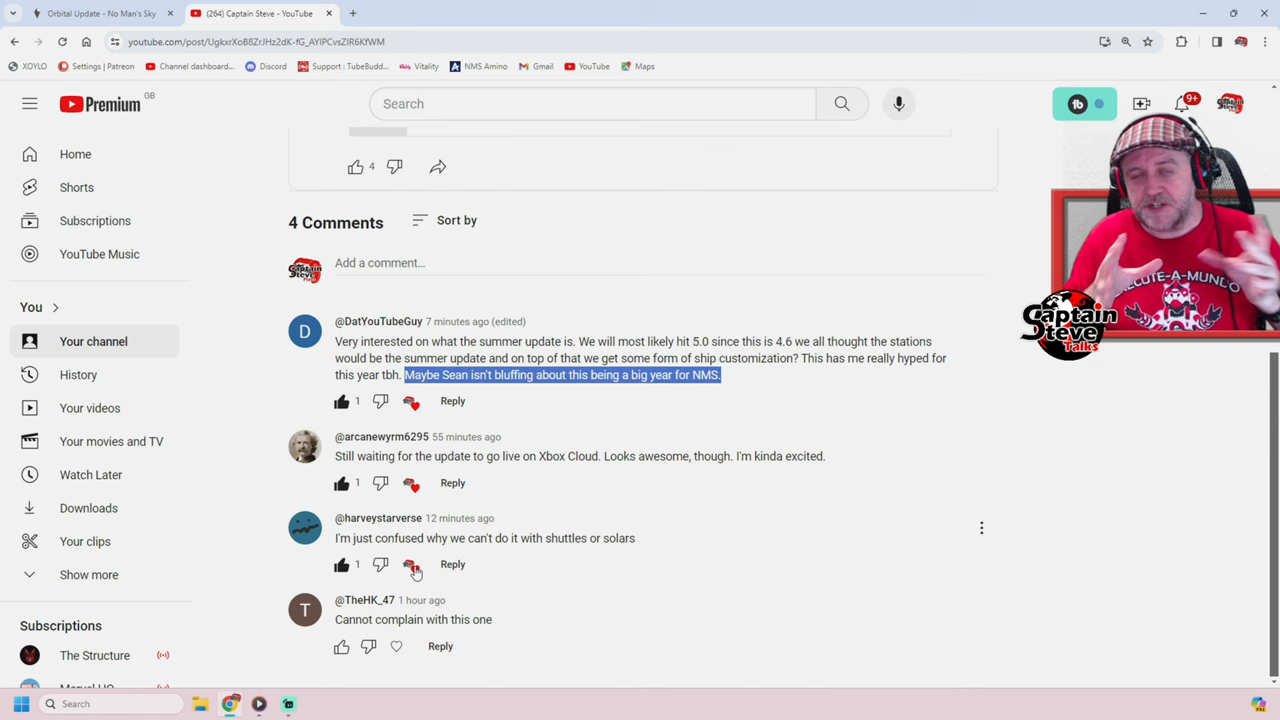 Orbital Update - No Man's Sky
(264) Captain Steve - YouTube
youtube.com/post/UgkxrXoB8ZrJHz2dK-fG_AYlPCvsZlR6KfWM
XOYLO
Settings | Patreon
Channel dashboard...
Discord
Support : TubeBudd...
Vitality
NMS Amino
Gmail
YouTube
Maps
Premium GB
Search
9+
Home
Shorts
Subscriptions
YouTube Music
You
Your channel
History
Your videos
Your movies and TV
Watch Later
Downloads
Your clips
Show more
Subscriptions
The Structure
4
4 Comments
Sort by
Add a comment...
D
@DatYouTubeGuy 7 minutes ago (edited)
Very interested on what the summer update is. We will most likely hit 5.0 since this is 4.6 we all thought the stations
would be the summer update and on top of that we get some form of ship customization? This has me really hyped for
this year tbh. Maybe Sean isn't bluffing about this being a big year for NMS.
1
Reply
@arcanewyrm6295 55 minutes ago
Still waiting for the update to go live on Xbox Cloud. Looks awesome, though. I'm kinda excited.
1
Reply
@harveystarverse 12 minutes ago
I'm just confused why we can't do it with shuttles or solars
1
Reply
T
@TheHK_47 1 hour ago
Cannot complain with this one
Reply
Captain
Steve
Talks
Search